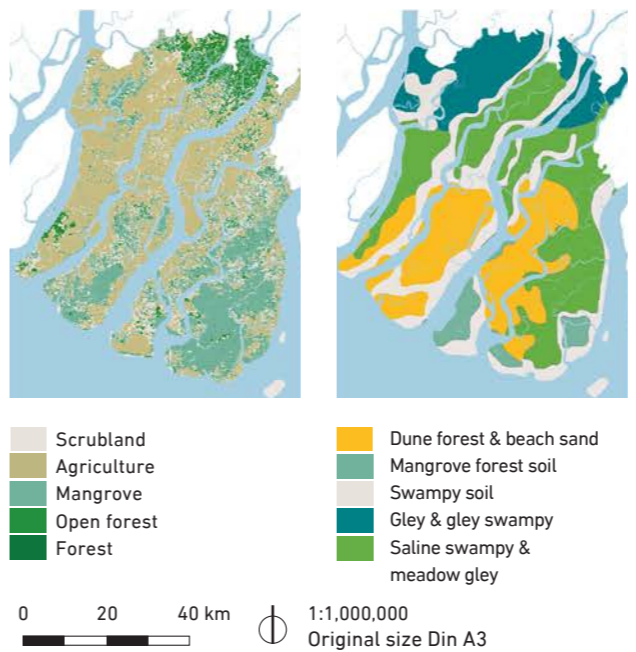 Scrubland
Agriculture
Mangrove
Open forest
Forest
Dune forest & beach sand
Mangrove forest soil
Swampy soil
Gley & gley swampy
Saline swampy &
meadow gley
0 20 40 km
1:1,000,000
Original size Din A3